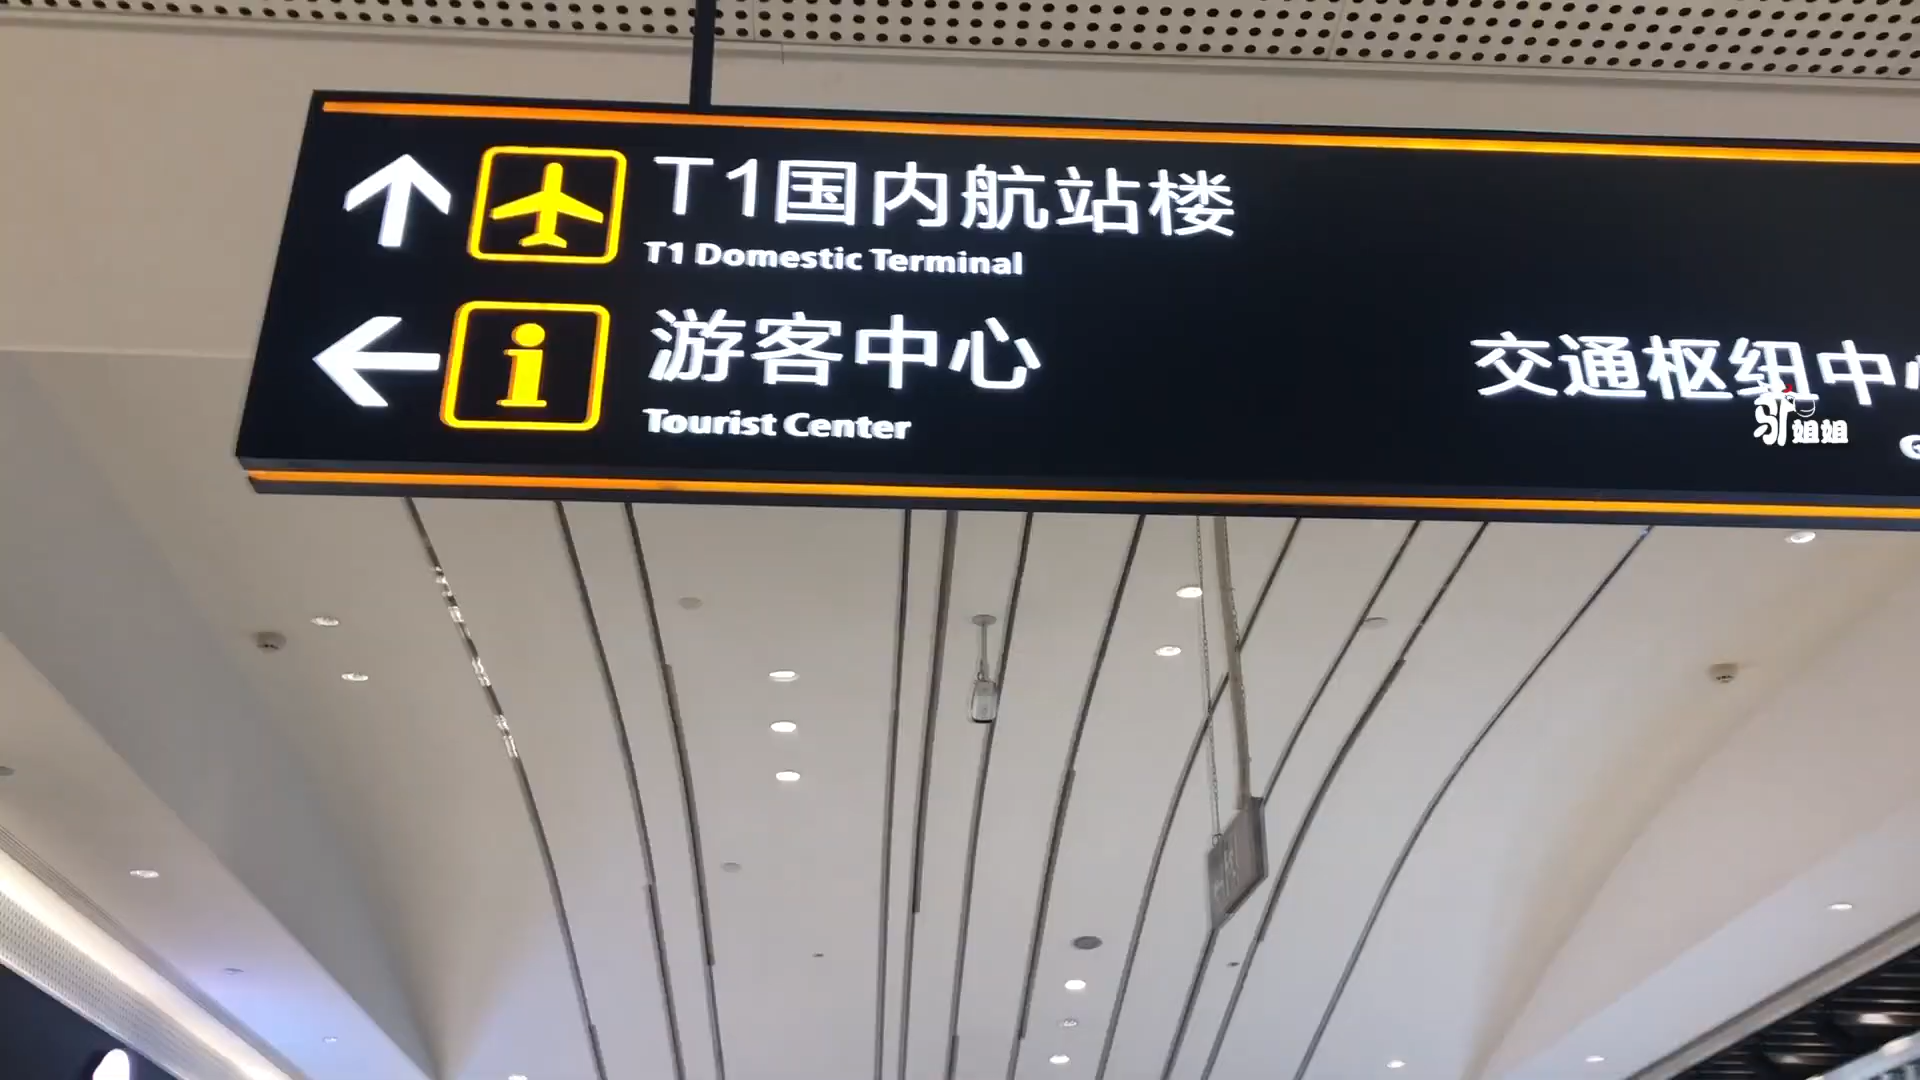 T1国内航站楼
T1 Domestic Terminal
游客中心
Tourist Center
交通枢纽中
姐姐